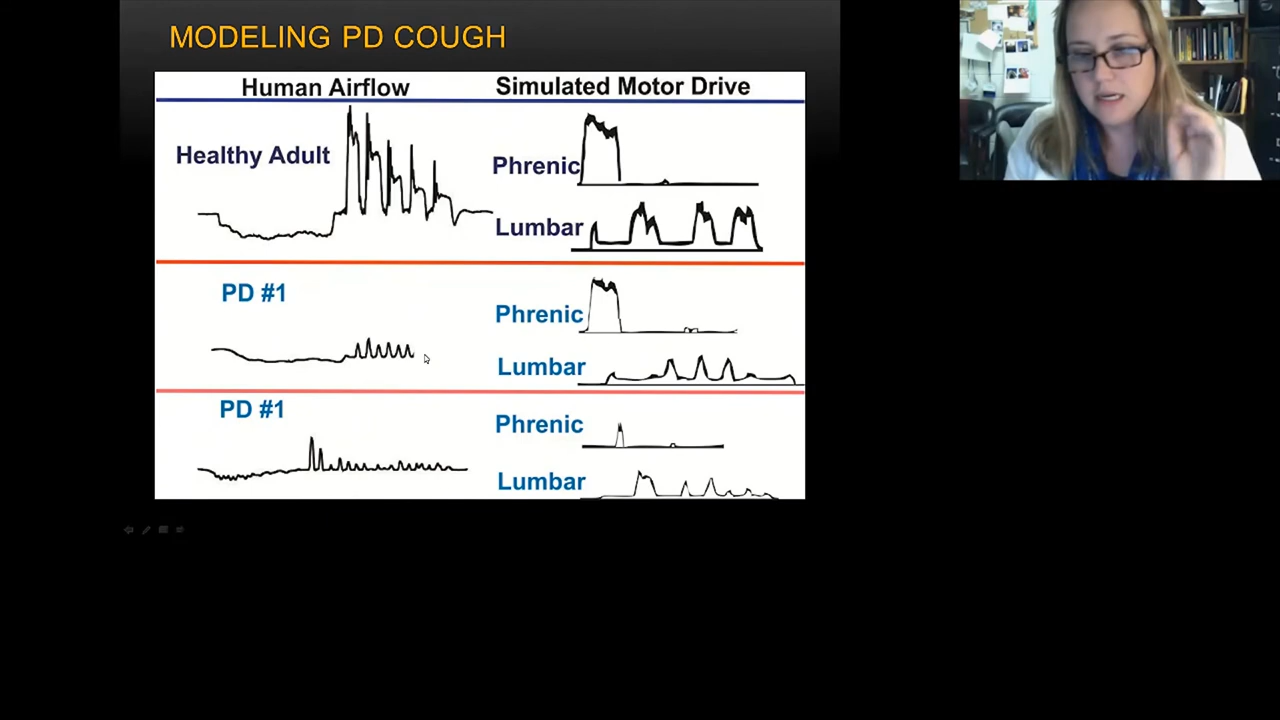 MODELING PD COUGH
Human Airflow
Simulated Motor Drive
Healthy Adult
Phrenic
Lumbar
PD #1
Phrenic
Lumbar
PD #1
Phrenic
Lumbar